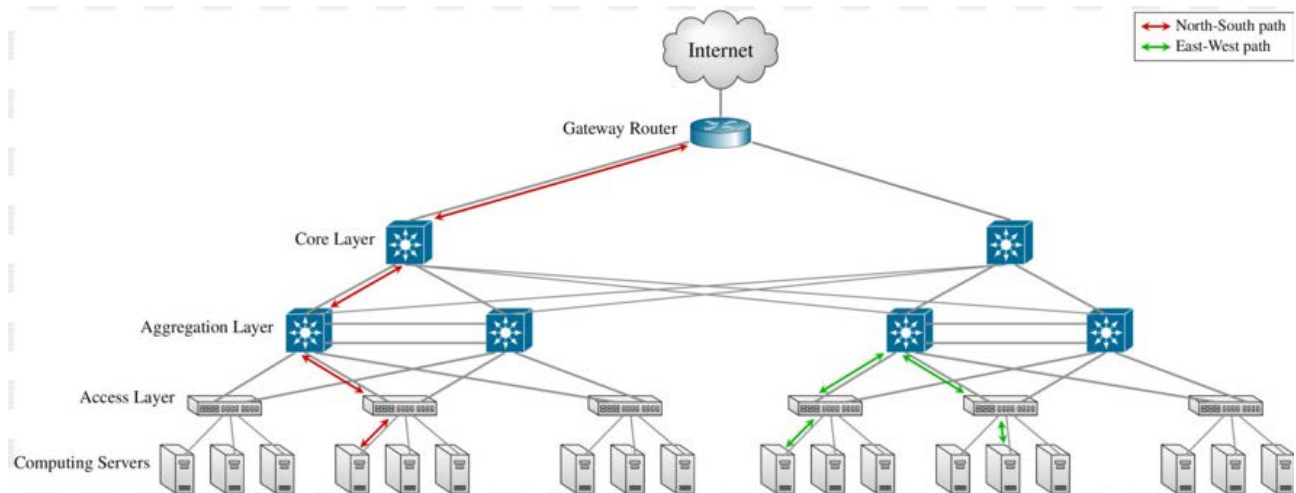 North-South path
East-West path
Internet
Gateway Router
Core Layer
Aggregation Layer
Access Layer
Computing Servers